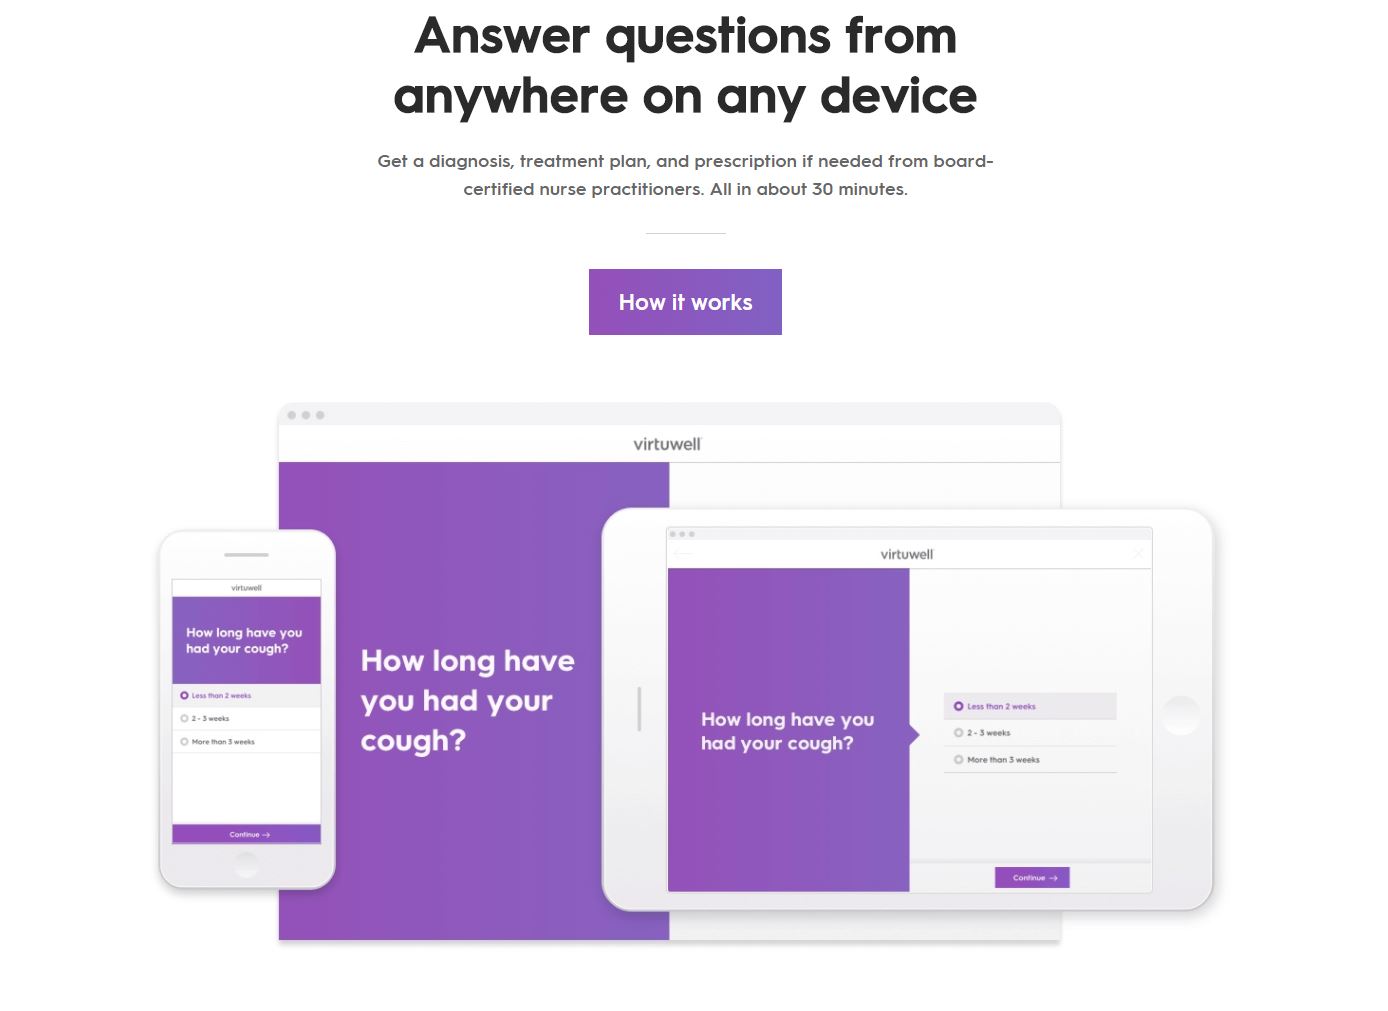 Answer questions from
anywhere on any device
Get a diagnosis, treatment plan, and prescription if needed from board-
certified nurse practitioners. All in about 30 minutes.
How it works
virtuwell
How long have
you had your
cough?
virtuwell
How long have you
had your cough?
Less than 2 weeks
2 - 3 weeks
More than 3 weeks
Continue →
virtuwell
How long have you
had your cough?
Less than 2 weeks
2 - 3 weeks
More than 3 weeks
Continue →